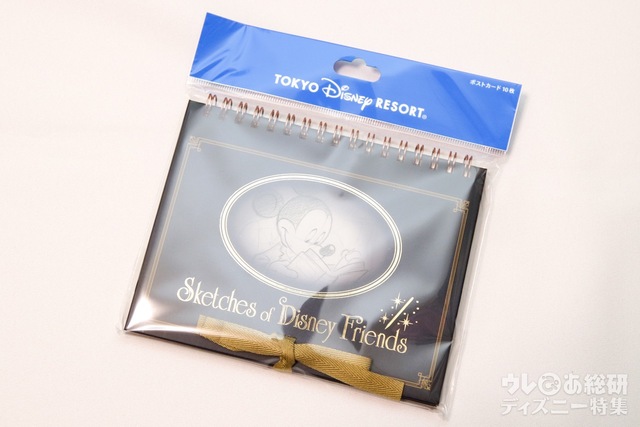 TOKYO Disney RESORT®
ポストカード 10枚
Sketches of Disney Friends
ウレぴあ総研
ディズニー特集